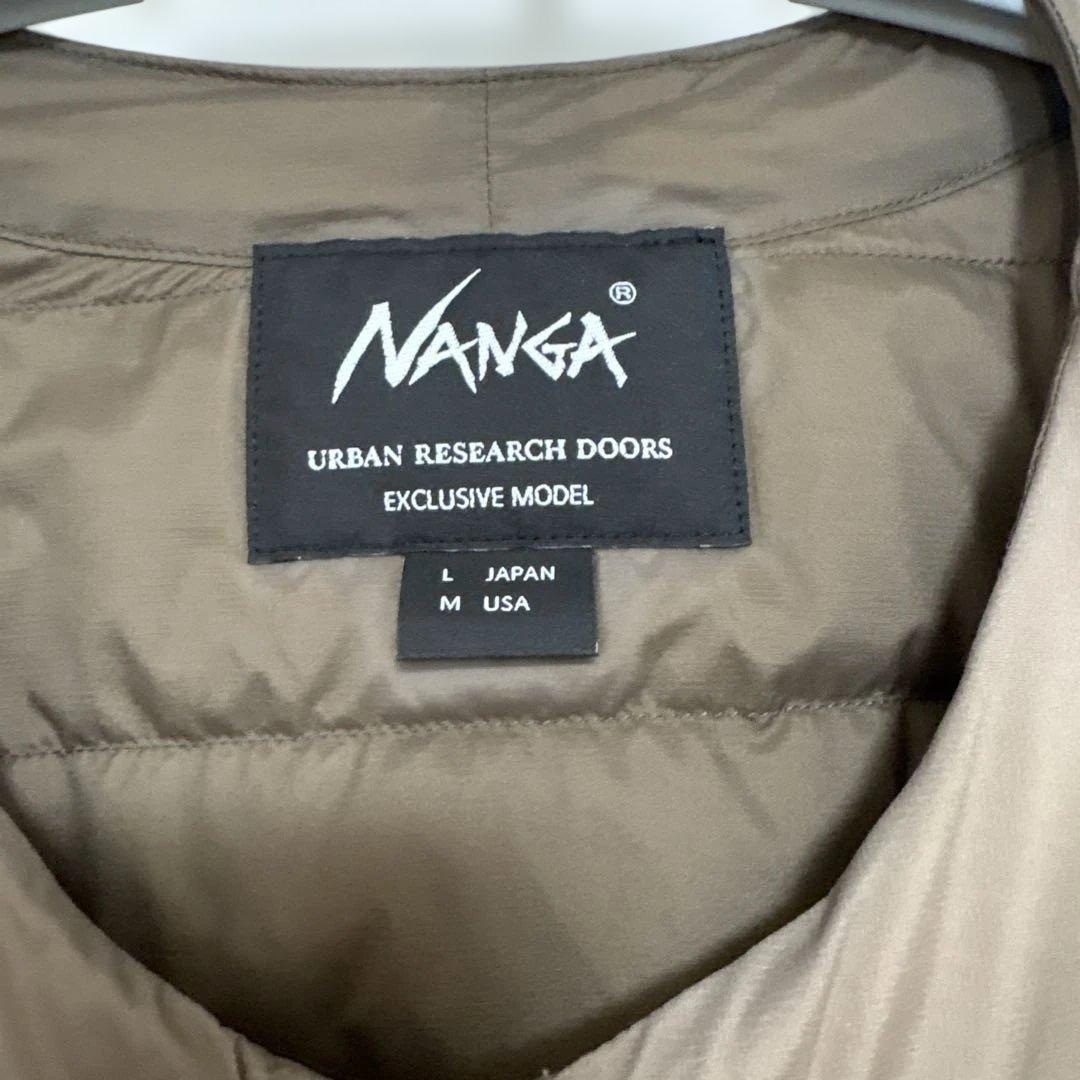 NANGA®
URBAN RESEARCH DOORS
EXCLUSIVE MODEL
L JAPAN
M USA